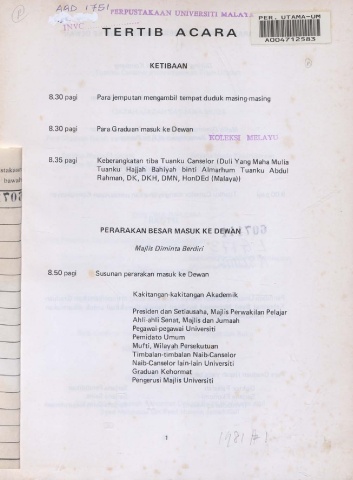 AGD 1751
PERPUSTAKAAN UNIVERSITI MALAYA
PER. UTAMA-UM
A004712583
INVC
TERTIB ACARA
KETIBAAN
8.30 pagi Para jemputan mengambil tempat duduk masing-masing
8.30 pagi Para Graduan masuk ke Dewan
KOLEKSI MELAYU
8.35 pagi Keberangkatan tiba Tuanku Canselor (Duli Yang Maha Mulia
Tuanku Hajjah Bahiyah binti Almarhum Tuanku Abdul
Rahman, DK, DKH, DMN, HonDEd (Malaya))
PERARAKAN BESAR MASUK KE DEWAN
Majlis Diminta Berdiri
8.50 pagi Susunan perarakan masuk ke Dewan
Kakitangan-kakitangan Akademik
Presiden dan Setiausaha, Majlis Perwakilan Pelajar
Ahli-ahli Senat, Majlis dan Jumaah
Pegawai-pegawai Universiti
Pemidato Umum
Mufti, Wilayah Persekutuan
Timbalan-timbalan Naib-Canselor
Naib-Canselor lain-lain Universiti
Graduan Kehormat
Pengerusi Majlis Universiti
1